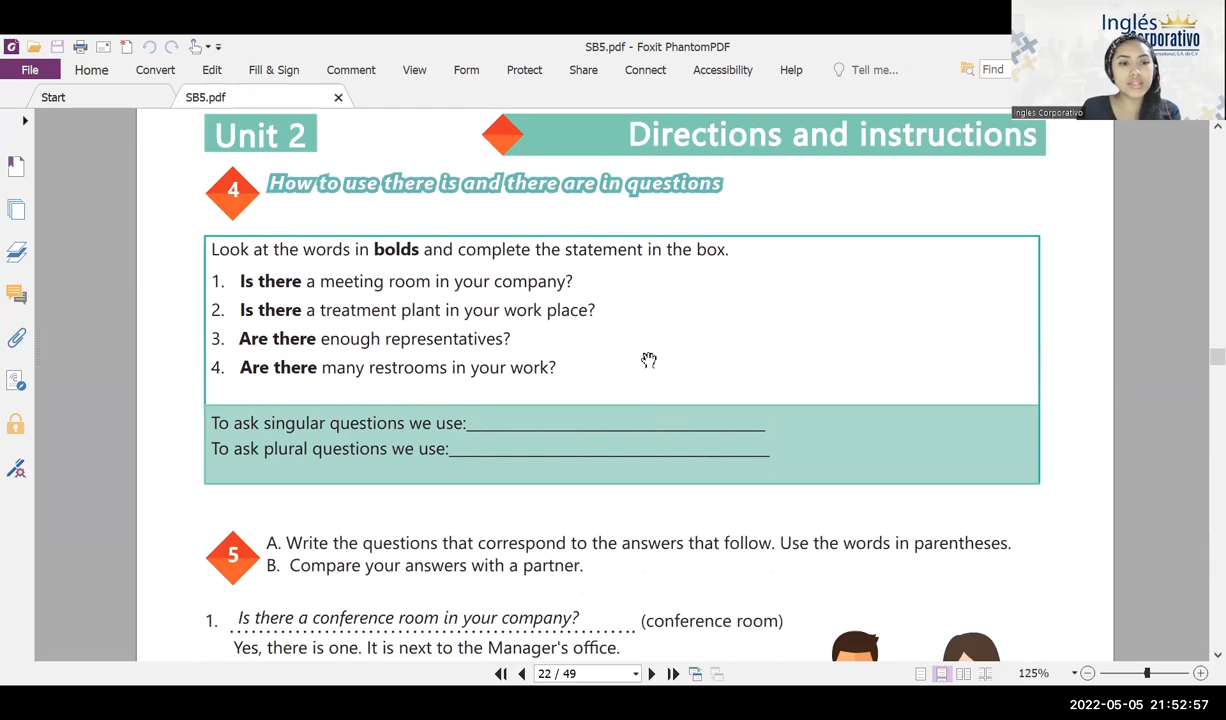 Inglés
Corporativo
International, S.A. de C.V.
SB5.pdf - Foxit PhantomPDF
File Home Convert Edit Fill & Sign Comment View Form Protect Share Connect Accessibility Help Tell me... Find
Ingles Corporativo
Start SB5.pdf
Unit 2 Directions and instructions
4 How to use there is and there are in questions
Look at the words in bolds and complete the statement in the box.
1. Is there a meeting room in your company?
2. Is there a treatment plant in your work place?
3. Are there enough representatives?
4. Are there many restrooms in your work?
To ask singular questions we use:
To ask plural questions we use:
5 A. Write the questions that correspond to the answers that follow. Use the words in parentheses.
B. Compare your answers with a partner.
1. Is there a conference room in your company? (conference room)
Yes, there is one. It is next to the Manager's office.
22 / 49 125%
2022-05-05 21:52:57